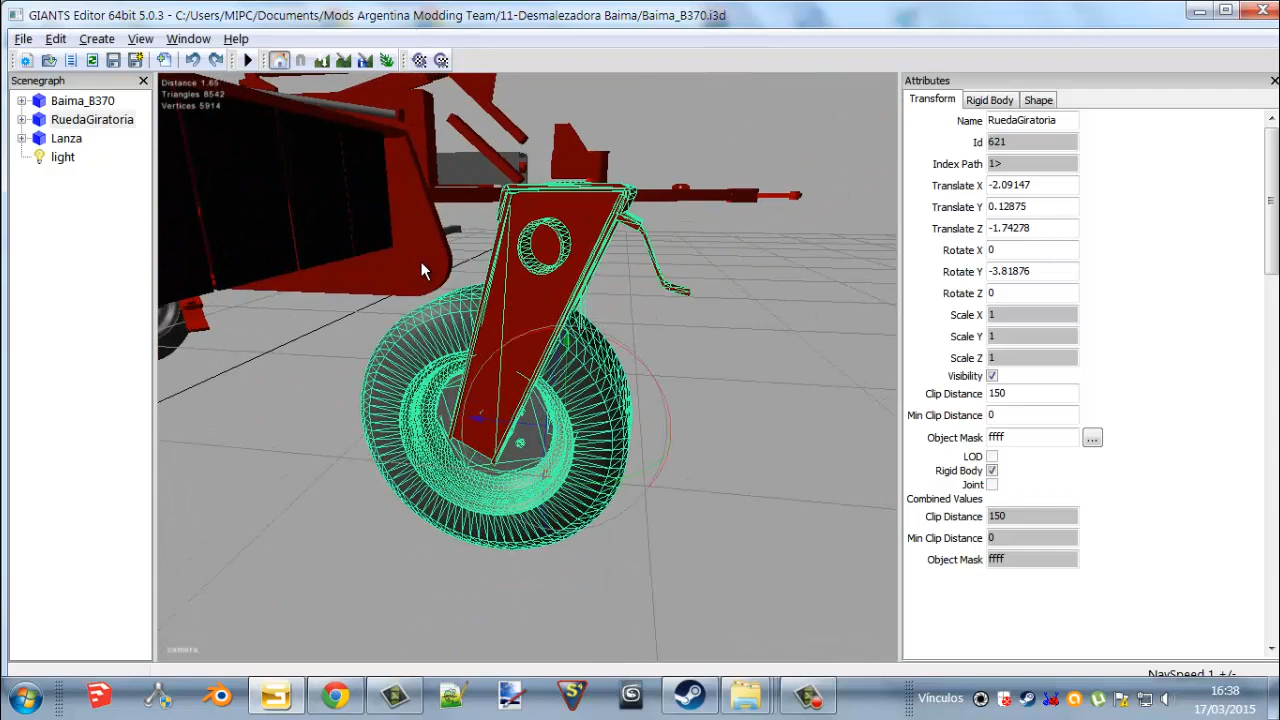 GIANTS Editor 64bit 5.0.3 - C:/Users/MIPC/Documents/Mods Argentina Modding Team/11-Desmalezadora Baima/Baima_B370.i3d
File Edit Create View Window Help
Scenegraph
Baima_B370
RuedaGiratoria
Lanza
light
Distance 1.65
Triangles 8542
Vertices 5914
camera
Attributes
Transform Rigid Body Shape
Name RuedaGiratoria
Id 621
Index Path 1>
Translate X -2.09147
Translate Y 0.12875
Translate Z -1.74278
Rotate X 0
Rotate Y -3.81876
Rotate Z 0
Scale X 1
Scale Y 1
Scale Z 1
Visibility
Clip Distance 150
Min Clip Distance 0
Object Mask ffff ...
LOD
Rigid Body
Joint
Combined Values
Clip Distance 150
Min Clip Distance 0
Object Mask ffff
NavSpeed 1 +/-
Vínculos
16:38
17/03/2015